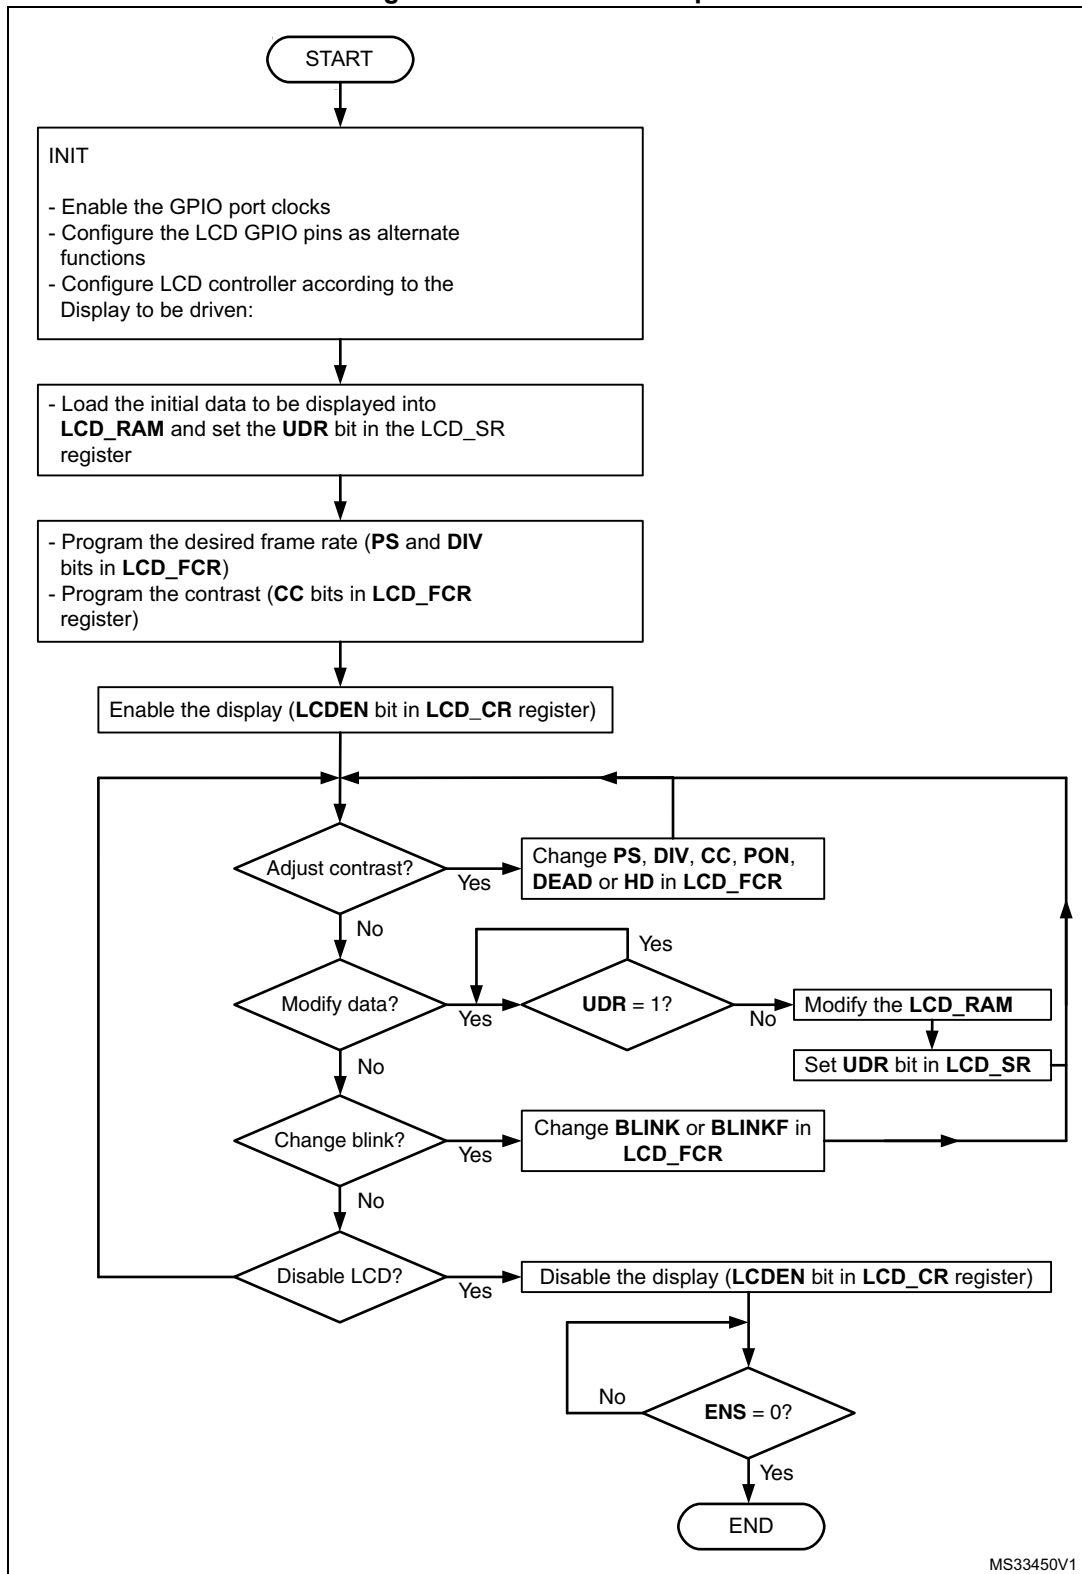 START
INIT
- Enable the GPIO port clocks
- Configure the LCD GPIO pins as alternate
functions
- Configure LCD controller according to the
Display to be driven:
- Load the initial data to be displayed into
LCD_RAM and set the UDR bit in the LCD_SR
register
- Program the desired frame rate (PS and DIV
bits in LCD_FCR)
- Program the contrast (CC bits in LCD_FCR
register)
Enable the display (LCDEN bit in LCD_CR register)
Adjust contrast?
Yes
Change PS, DIV, CC, PON,
DEAD or HD in LCD_FCR
No
Modify data?
Yes
UDR = 1?
Yes
No
Modify the LCD_RAM
Set UDR bit in LCD_SR
No
Change blink?
Yes
Change BLINK or BLINKF in
LCD_FCR
No
Disable LCD?
Yes
Disable the display (LCDEN bit in LCD_CR register)
No
ENS = 0?
Yes
END
MS33450V1